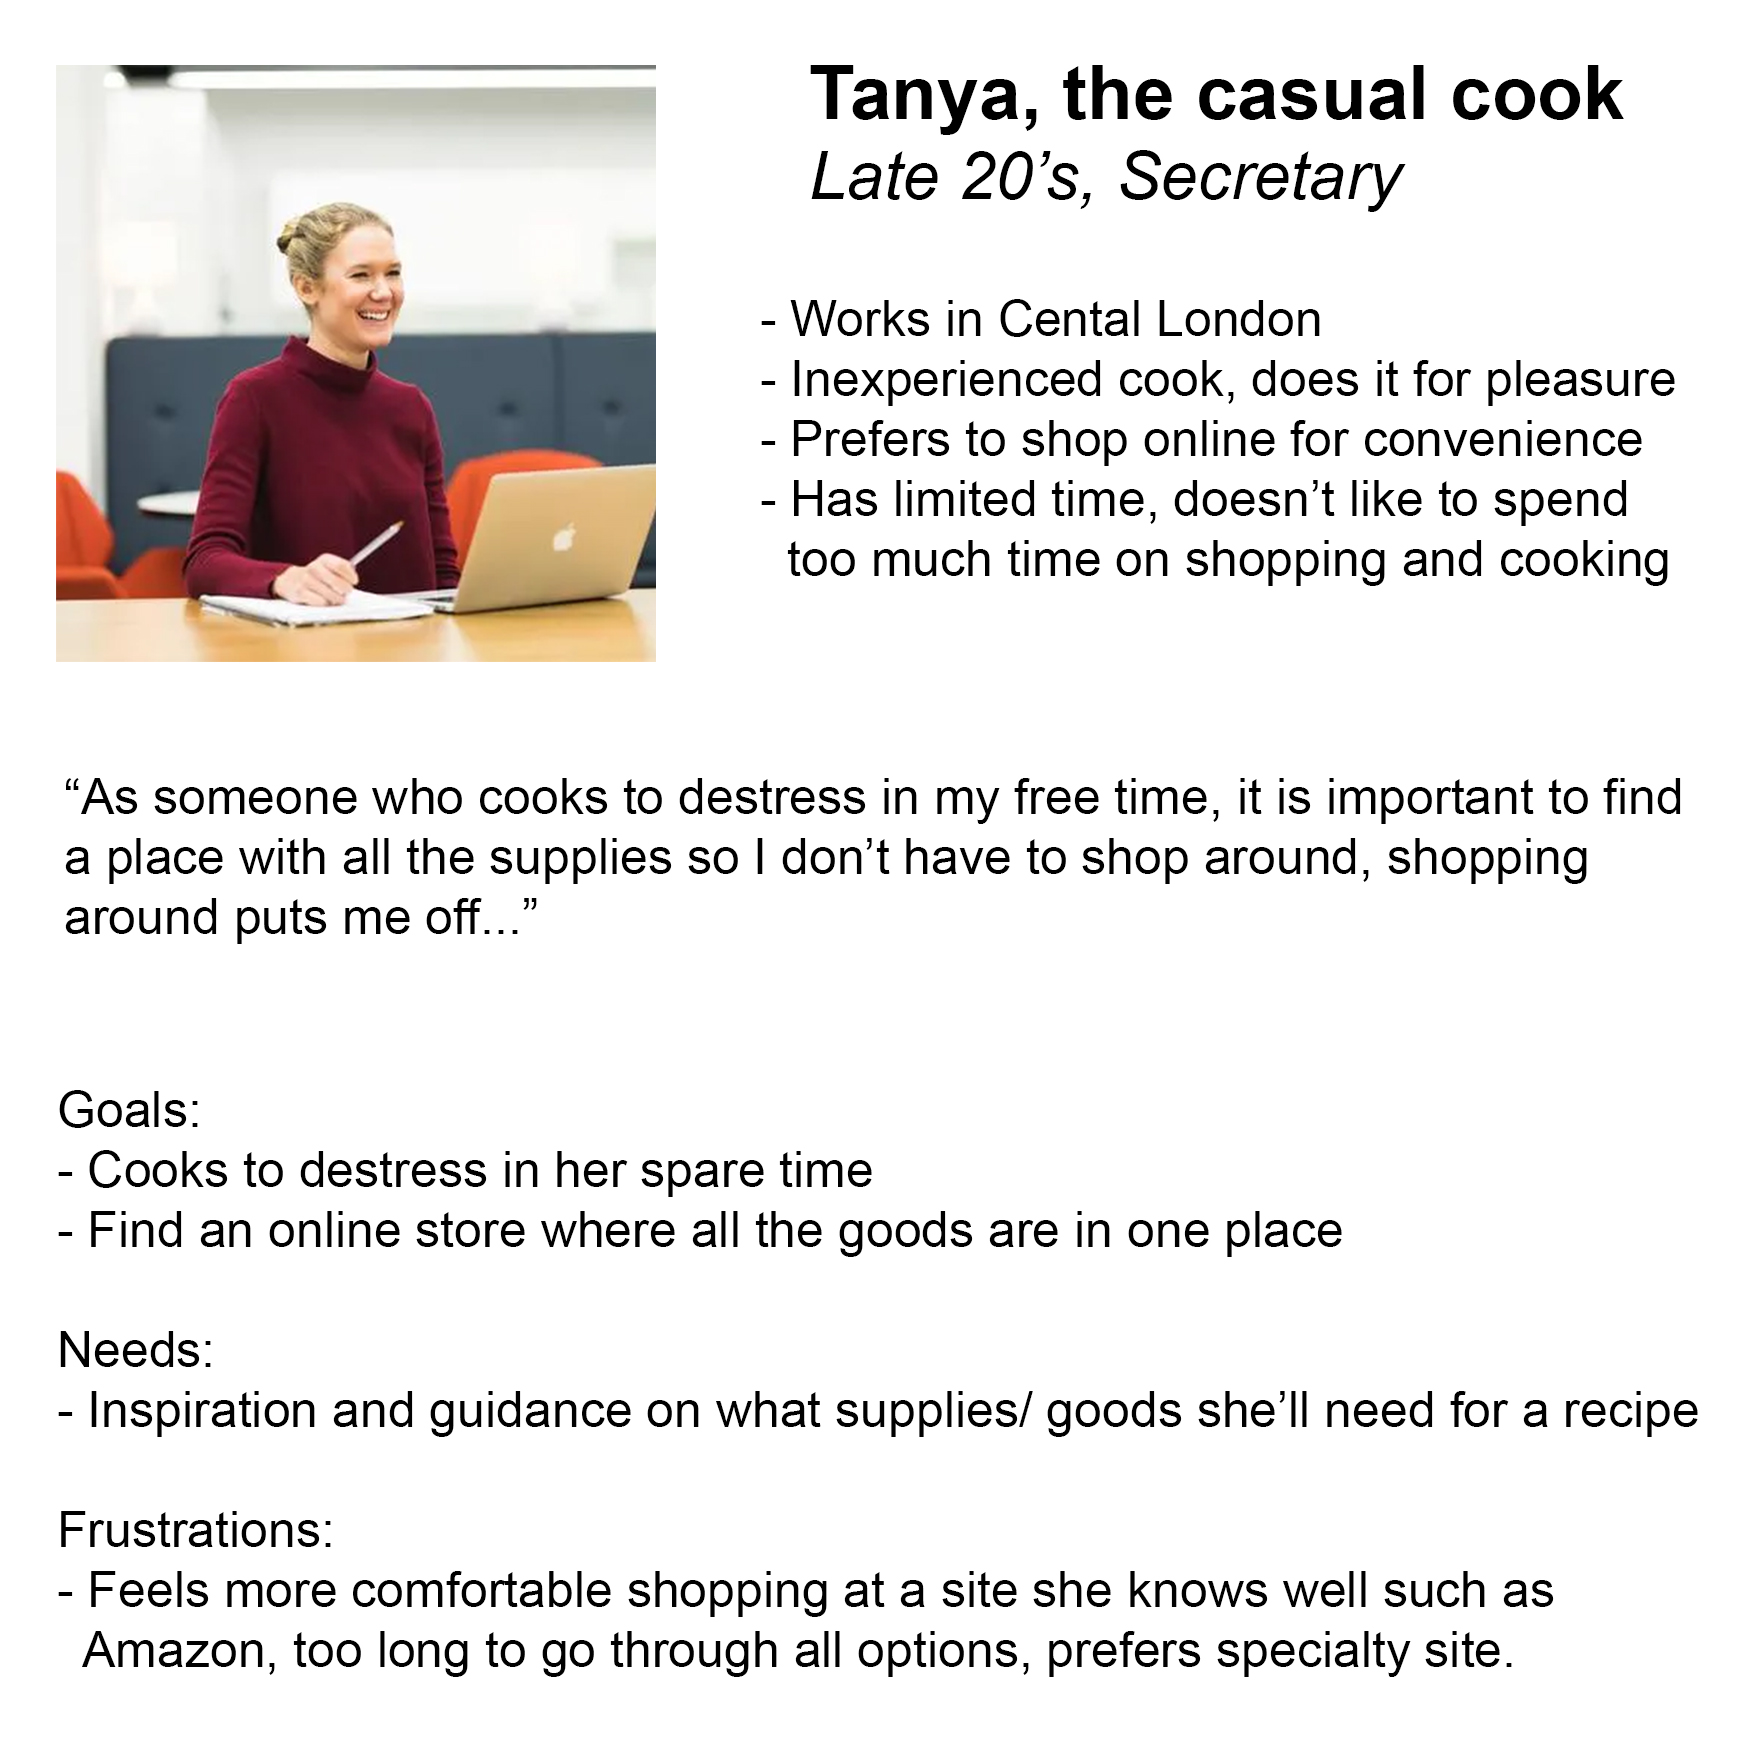 Tanya, the casual cook
Late 20’s, Secretary
- Works in Cental London
- Inexperienced cook, does it for pleasure
- Prefers to shop online for convenience
- Has limited time, doesn’t like to spend
too much time on shopping and cooking
“As someone who cooks to destress in my free time, it is important to find
a place with all the supplies so I don’t have to shop around, shopping
around puts me off...”
Goals:
- Cooks to destress in her spare time
- Find an online store where all the goods are in one place
Needs:
- Inspiration and guidance on what supplies/ goods she’ll need for a recipe
Frustrations:
- Feels more comfortable shopping at a site she knows well such as
Amazon, too long to go through all options, prefers specialty site.